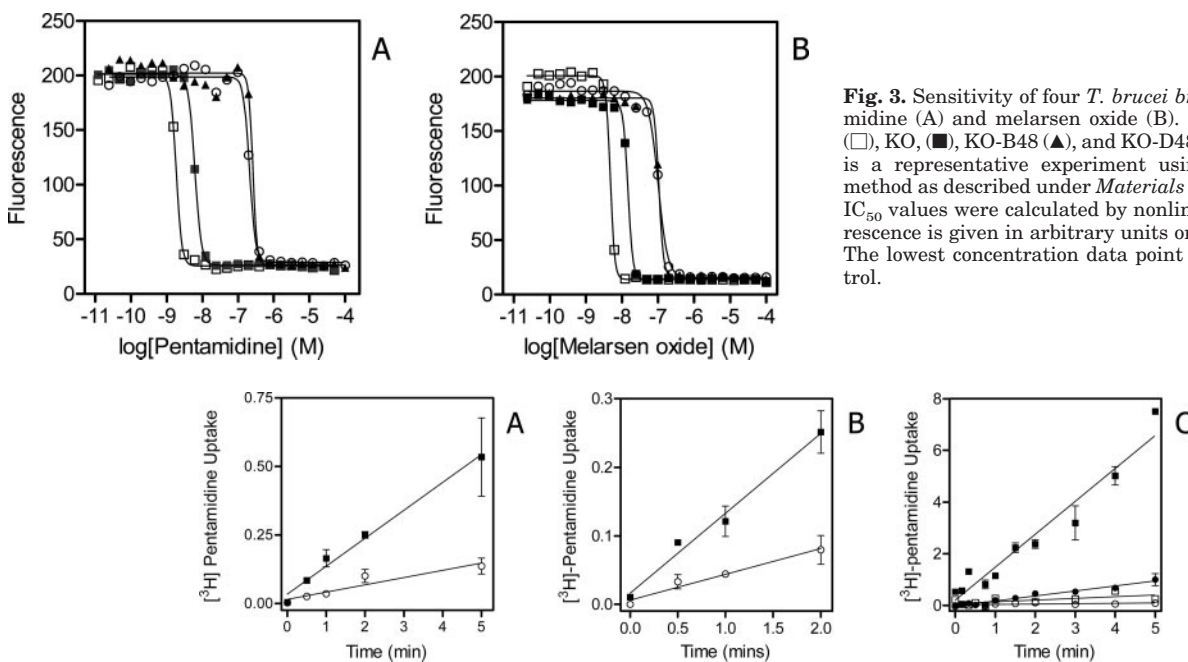 A
Fluorescence
250
200
150
100
50
0
-11 -10 -9 -8 -7 -6 -5 -4
log[Pentamidine] (M)
B
Fluorescence
250
200
150
100
50
0
-11 -10 -9 -8 -7 -6 -5 -4
log[Melarsen oxide] (M)
Fig. 3. Sensitivity of four T. brucei
midine (A) and melarsen oxide (B).
(□), KO, (■), KO-B48 (▲), and KO-D48
is a representative experiment
method as described under Materials
IC50 values were calculated by
rescence is given in arbitrary units
The lowest concentration data point
trol.
A
[³H] Pentamidine Uptake
0.75
0.50
0.25
0.00
0 1 2 3 4 5
Time (min)
B
[³H]-Pentamidine Uptake
0.3
0.2
0.1
0.0
0.0 0.5 1.0 1.5 2.0
Time (mins)
C
[³H]-pentamidine Uptake
8
6
4
2
0
0 1 2 3 4 5
Time (min)